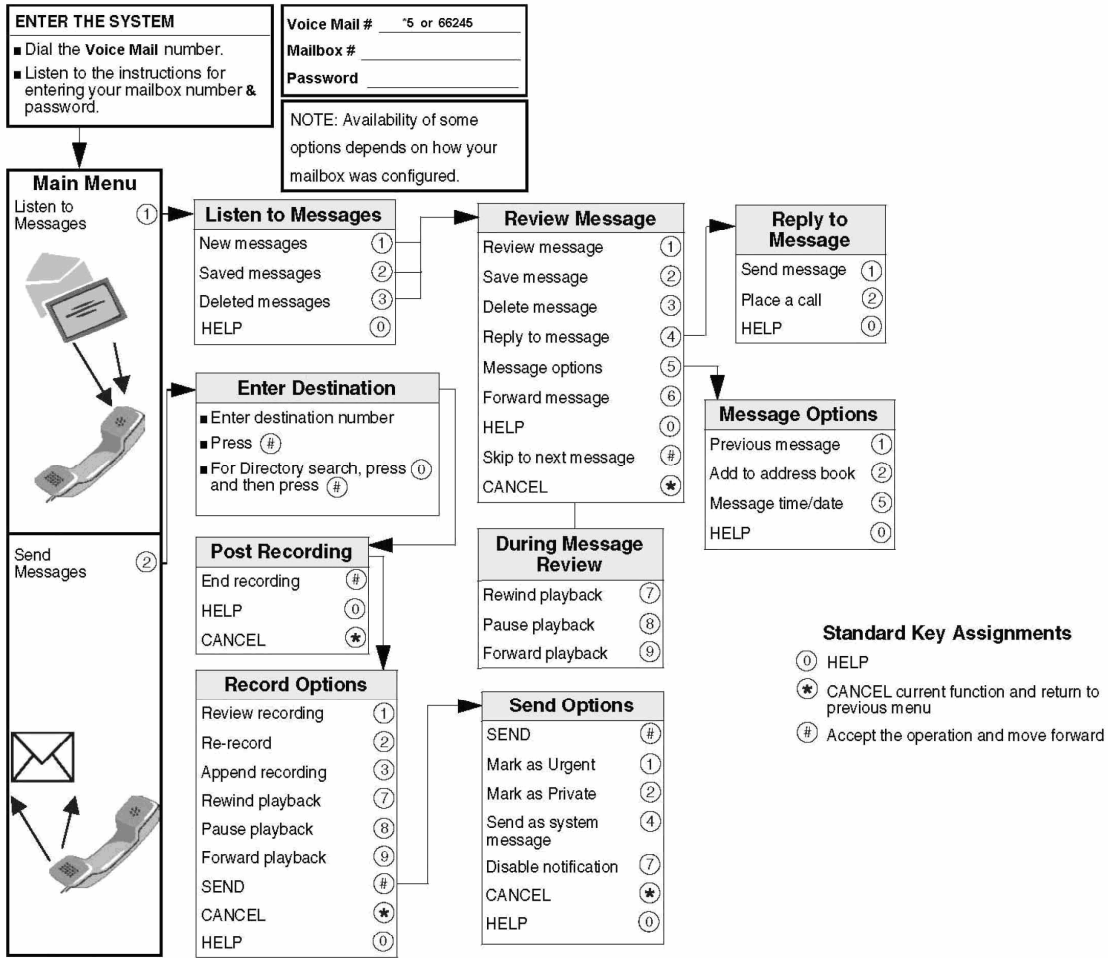 ENTER THE SYSTEM
■ Dial the Voice Mail number.
■ Listen to the instructions for
entering your mailbox number &
password.
Voice Mail # *5 or 66245
Mailbox #
Password
NOTE: Availability of some
options depends on how your
mailbox was configured.
Main Menu
Listen to
Messages 1
Send
Messages 2
Listen to Messages
New messages 1
Saved messages 2
Deleted messages 3
HELP 0
Review Message
Review message 1
Save message 2
Delete message 3
Reply to message 4
Message options 5
Forward message 6
HELP 0
Skip to next message #
CANCEL *
Reply to
Message
Send message 1
Place a call 2
HELP 0
Message Options
Previous message 1
Add to address book 2
Message time/date 5
HELP 0
Enter Destination
■ Enter destination number
■ Press #
■ For Directory search, press 0
and then press #
During Message
Review
Rewind playback 7
Pause playback 8
Forward playback 9
Post Recording
End recording #
HELP 0
CANCEL *
Record Options
Review recording 1
Re-record 2
Append recording 3
Rewind playback 7
Pause playback 8
Forward playback 9
SEND #
CANCEL *
HELP 0
Send Options
SEND #
Mark as Urgent 1
Mark as Private 2
Send as system 4
message
Disable notification 7
CANCEL *
HELP 0
Standard Key Assignments
0 HELP
* CANCEL current function and return to
previous menu
# Accept the operation and move forward